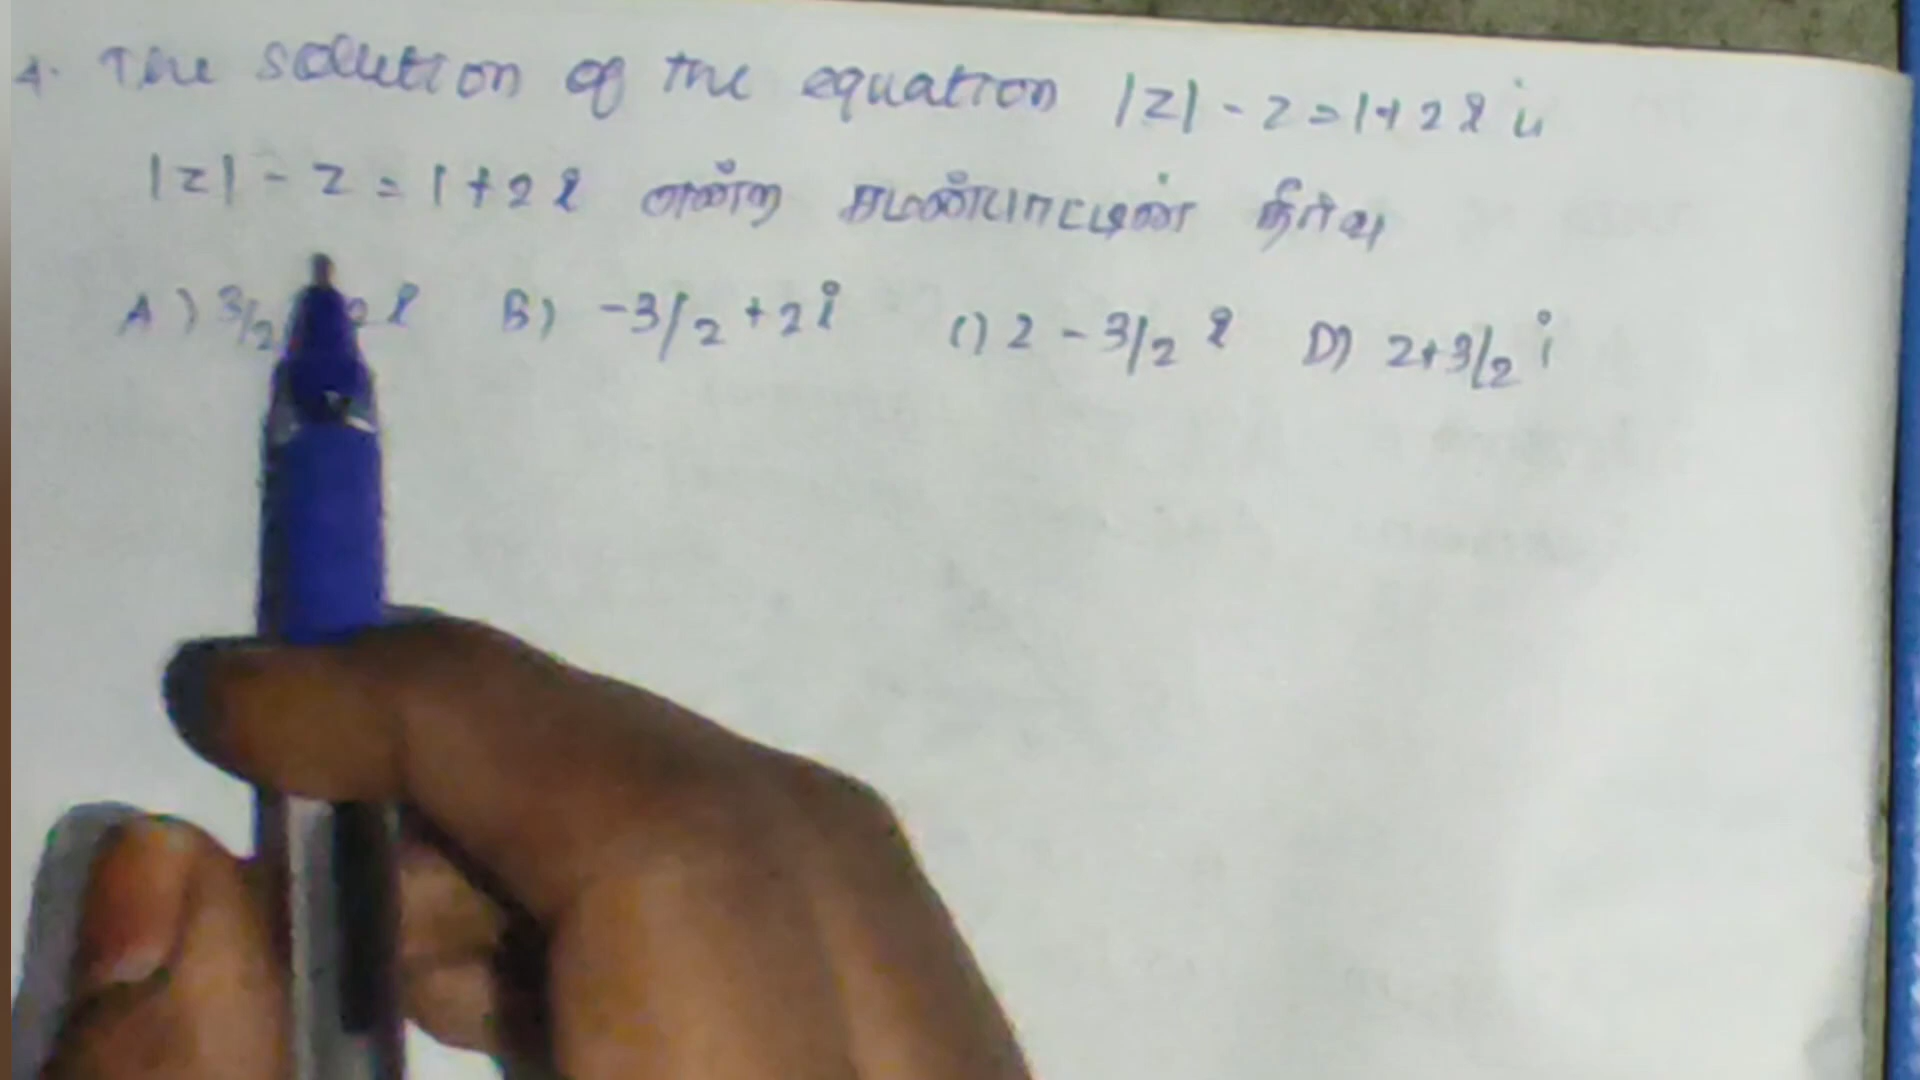 4. The solution of the equation |z| - z = 1 + 2i is
|z| - z = 1 + 2i என்ற சமன்பாட்டின் தீர்வு
A) 3/2 2i B) -3/2 + 2i C) 2 - 3/2 i D) 2 + 3/2 i